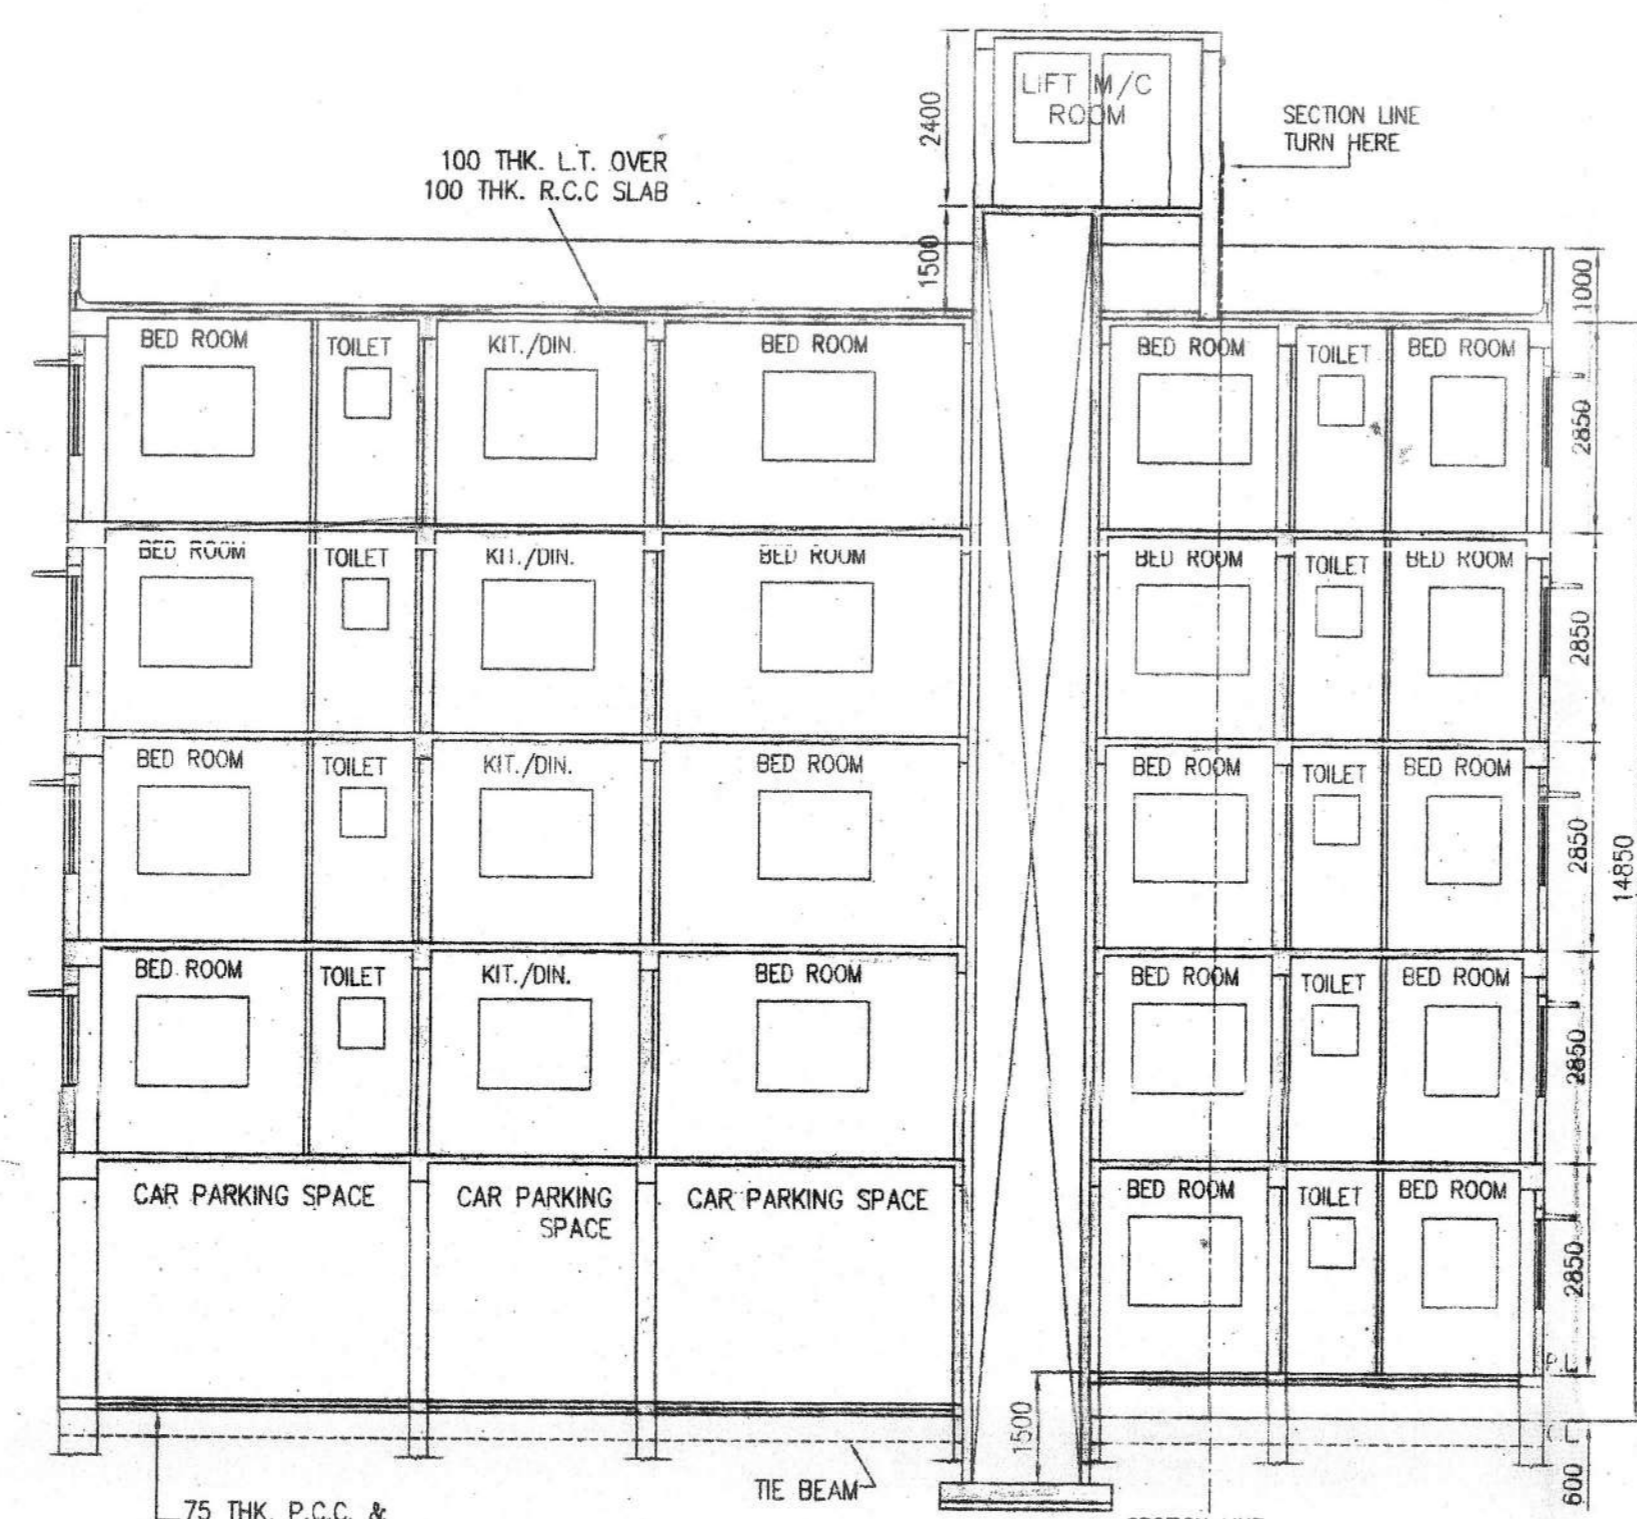 LIFT M/C
ROOM
2400
SECTION LINE
TURN HERE
100 THK. L.T. OVER
100 THK. R.C.C SLAB
1500
1000
BED ROOM TOILET KIT./DIN. BED ROOM BED ROOM TOILET BED ROOM
2850
BED ROOM TOILET KIT./DIN. BED ROOM BED ROOM TOILET BED ROOM
2850
BED ROOM TOILET KIT./DIN. BED ROOM BED ROOM TOILET BED ROOM
2850
14850
BED ROOM TOILET KIT./DIN. BED ROOM BED ROOM TOILET BED ROOM
2850
CAR PARKING SPACE CAR PARKING SPACE CAR PARKING SPACE BED ROOM TOILET BED ROOM
2850
P.L
1500
TIE BEAM
600
75 THK. P.C.C. &